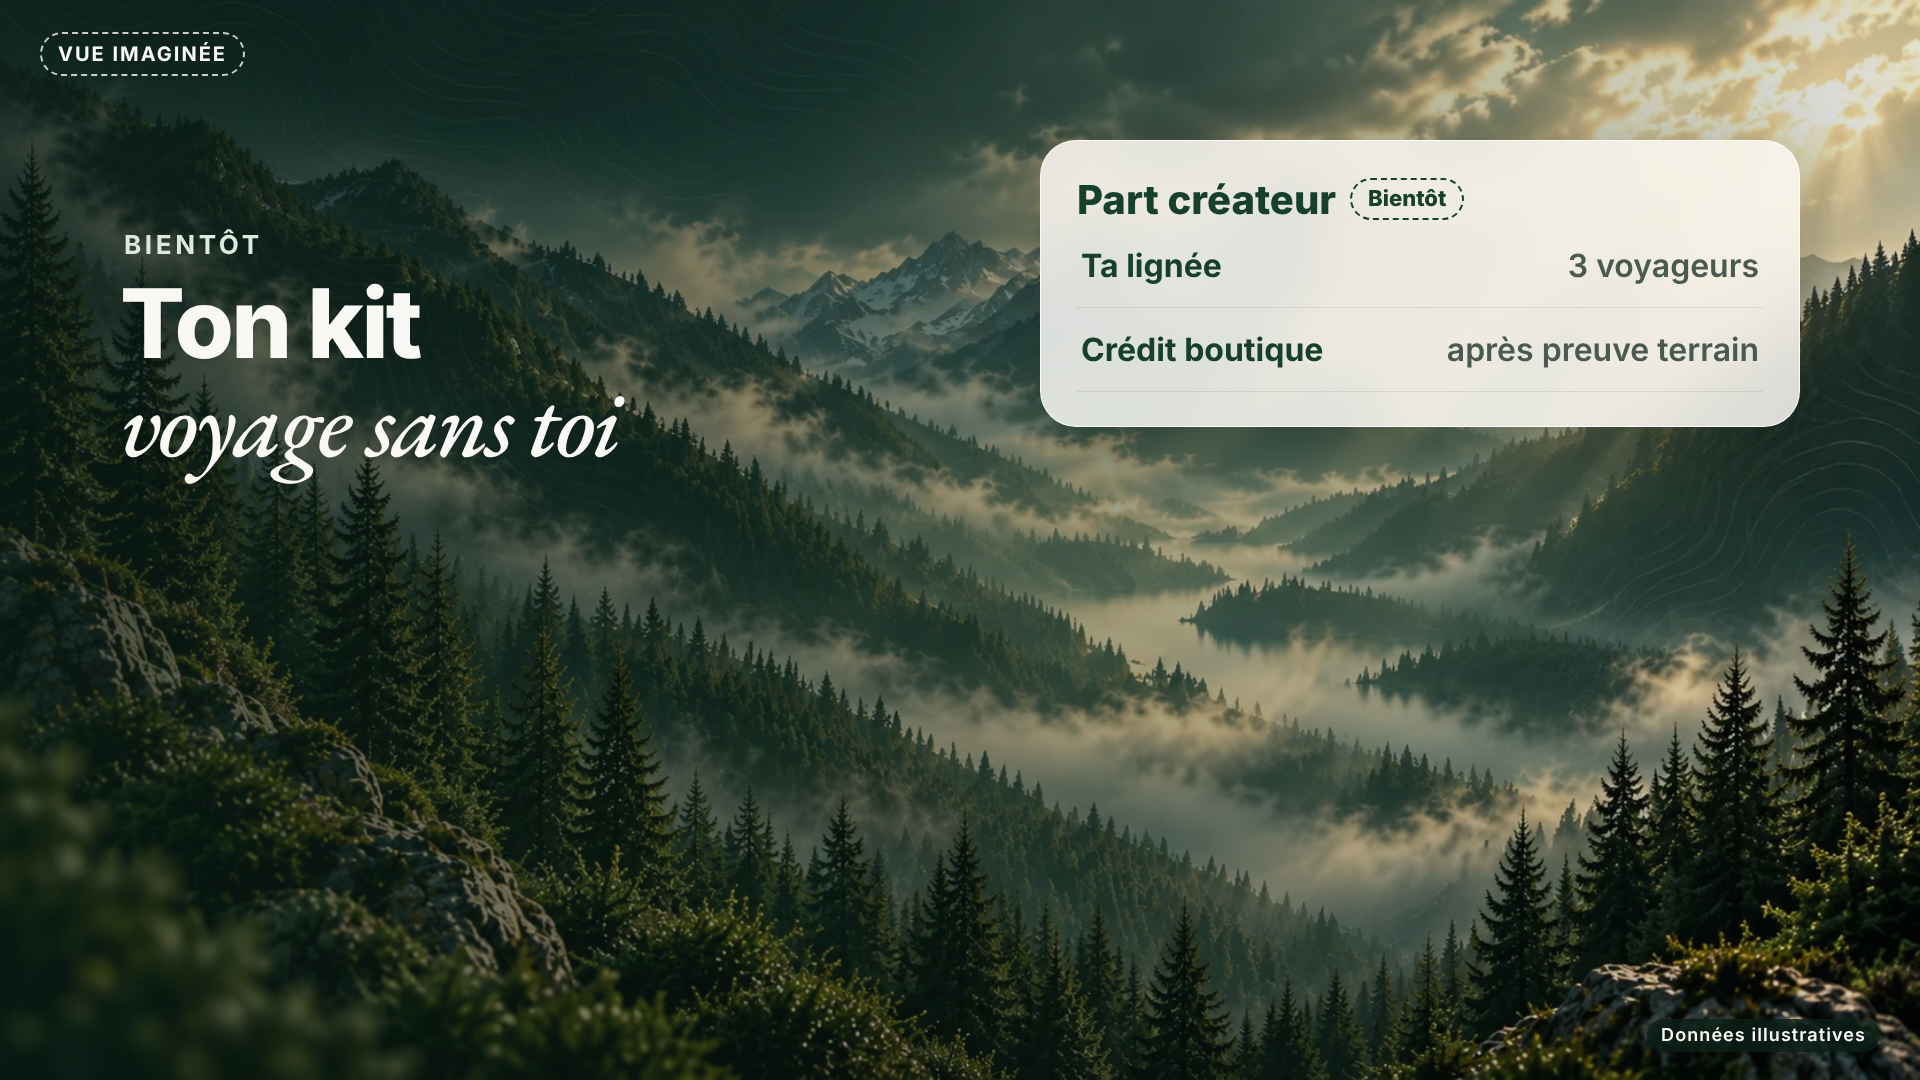 VUE IMAGINÉE
BIENTÔT
Ton kit
voyage sans toi
Part créateur
Bientôt
Ta lignée
3 voyageurs
Crédit boutique
après preuve terrain
Données illustratives